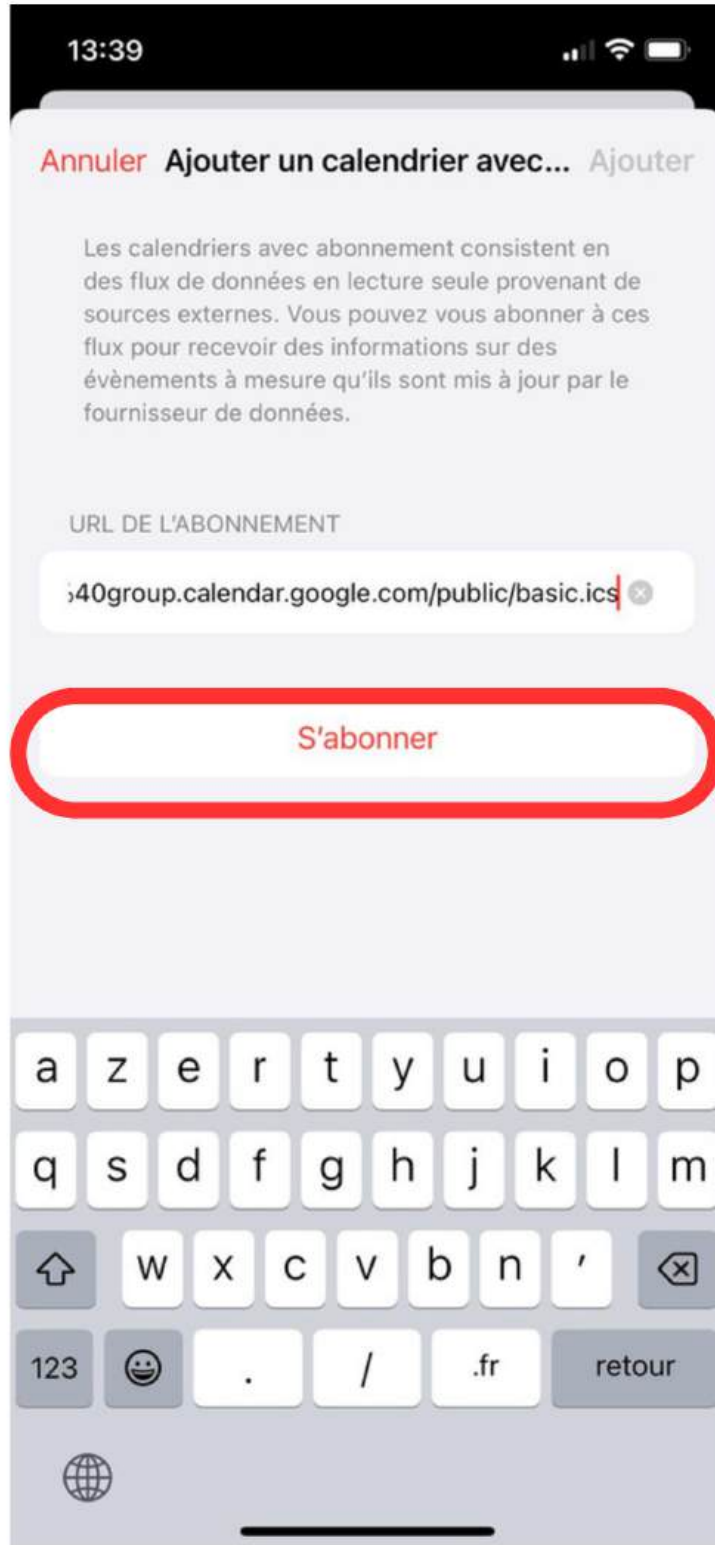 13:39
Annuler Ajouter un calendrier avec... Ajouter
Les calendriers avec abonnement consistent en
des flux de données en lecture seule provenant de
sources externes. Vous pouvez vous abonner à ces
flux pour recevoir des informations sur des
évènements à mesure qu'ils sont mis à jour par le
fournisseur de données.
URL DE L'ABONNEMENT
40group.calendar.google.com/public/basic.ics
S'abonner
a z e r t y u i o p
q s d f g h j k l m
w x c v b n '
123 . / .fr retour